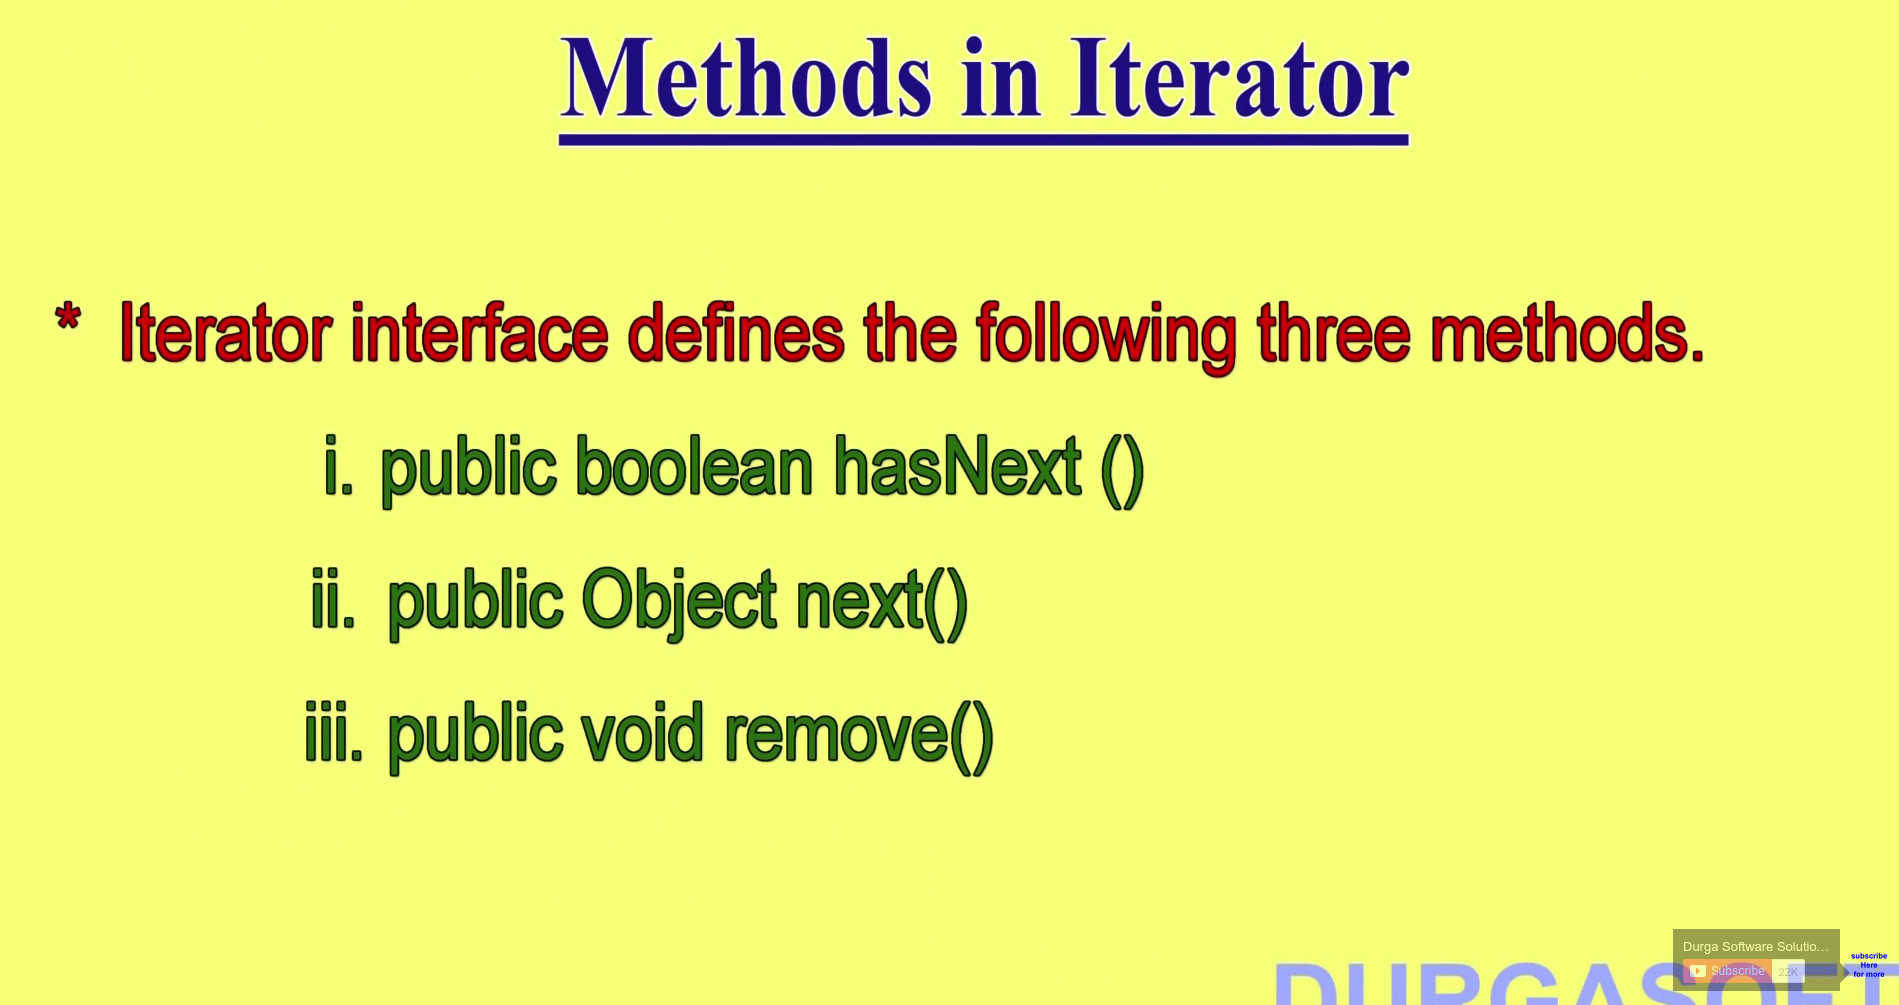 Methods in Iterator
* Iterator interface defines the following three methods.
i. public boolean hasNext ()
ii. public Object next()
iii. public void remove()
Durga Software Solutio...
Subscribe 22K
subscribe
Here
for more
DURGASOFT